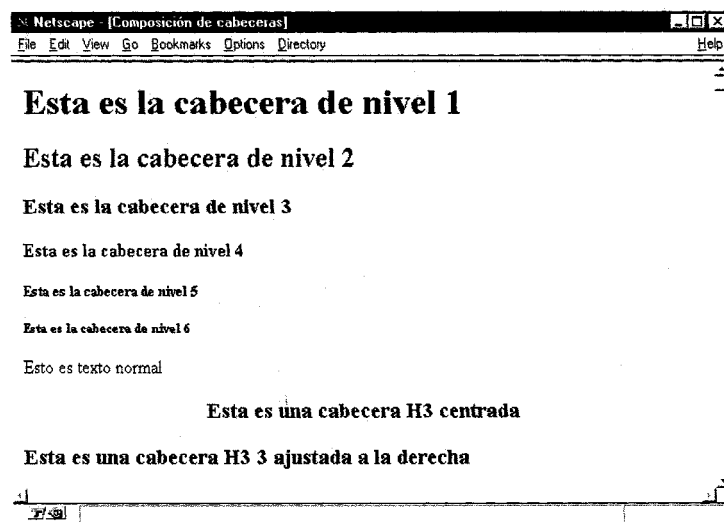 Netscape - [Composición de cabeceras]
File Edit View Go Bookmarks Options Directory Help
Esta es la cabecera de nivel 1
Esta es la cabecera de nivel 2
Esta es la cabecera de nivel 3
Esta es la cabecera de nivel 4
Esta es la cabecera de nivel 5
Esta es la cabecera de nivel 6
Esto es texto normal
Esta es una cabecera H3 centrada
Esta es una cabecera H3 3 ajustada a la derecha